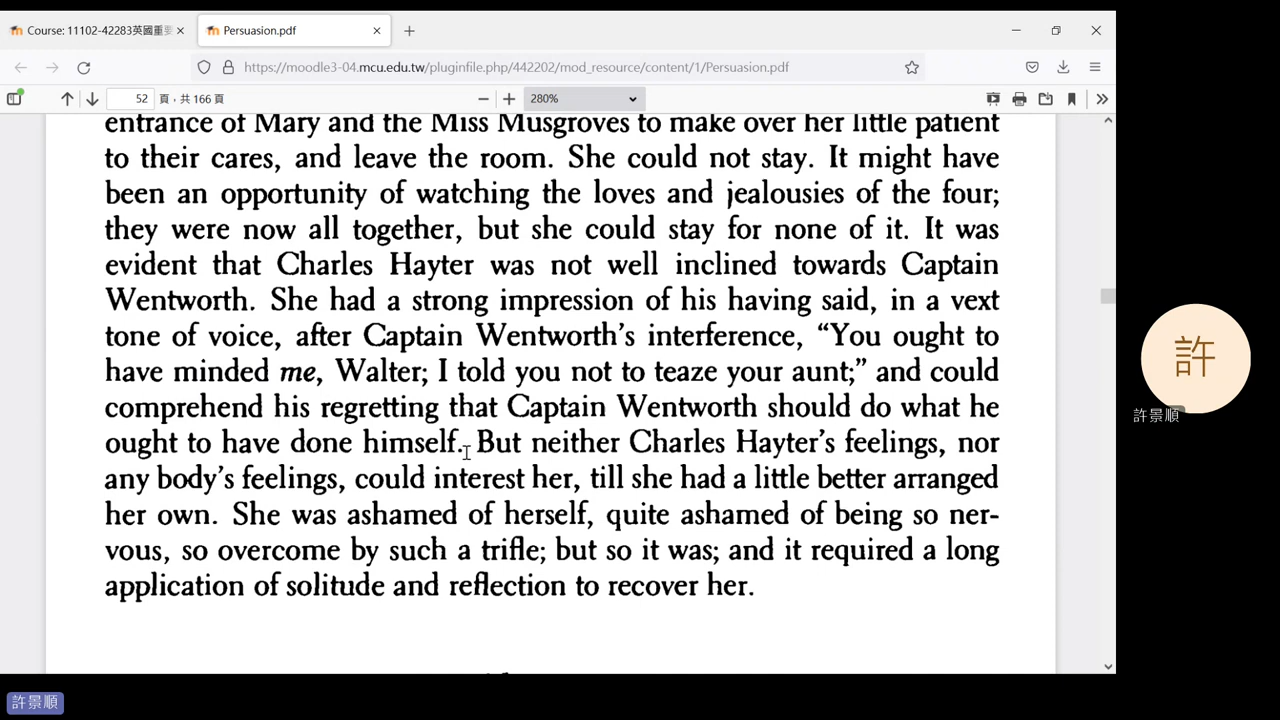 Course: 11102-42283英國重要
Persuasion.pdf
https://moodle3-04.mcu.edu.tw/pluginfile.php/442202/mod_resource/content/1/Persuasion.pdf
52 頁，共 166 頁
280%
entrance of Mary and the Miss Musgroves to make over her little patient
to their cares, and leave the room. She could not stay. It might have
been an opportunity of watching the loves and jealousies of the four;
they were now all together, but she could stay for none of it. It was
evident that Charles Hayter was not well inclined towards Captain
Wentworth. She had a strong impression of his having said, in a vext
tone of voice, after Captain Wentworth’s interference, “You ought to
have minded me, Walter; I told you not to teaze your aunt;” and could
comprehend his regretting that Captain Wentworth should do what he
ought to have done himself. But neither Charles Hayter’s feelings, nor
any body’s feelings, could interest her, till she had a little better arranged
her own. She was ashamed of herself, quite ashamed of being so ner-
vous, so overcome by such a trifle; but so it was; and it required a long
application of solitude and reflection to recover her.
許
許景順
許景順